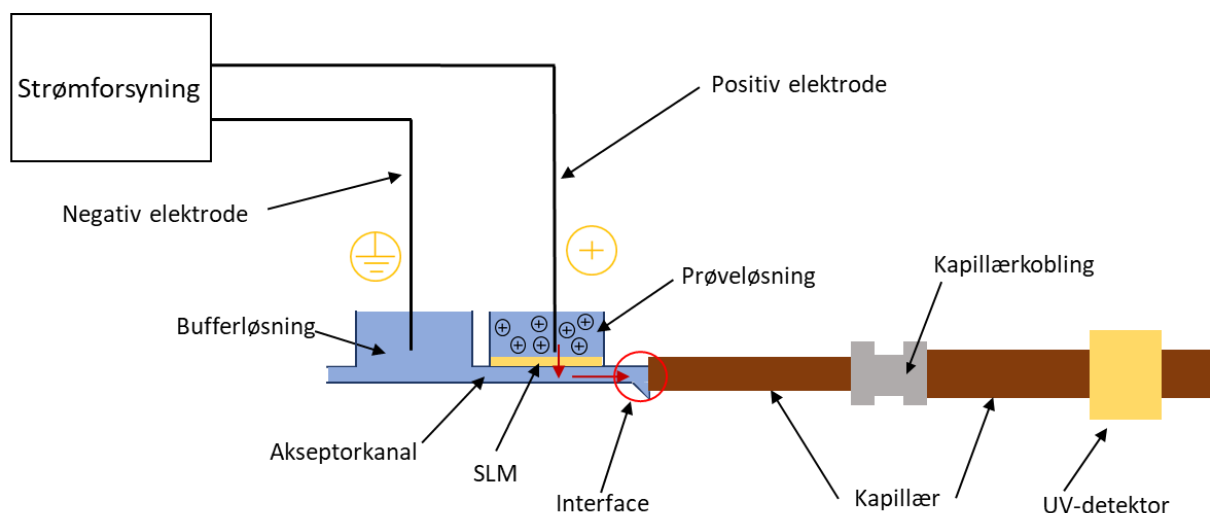 Strømforsyning
Positiv elektrode
Negativ elektrode
+
Kapillærkobling
Prøveløsning
Bufferløsning
+ + + + + + + +
Akseptorkanal
SLM
Interface
Kapillær
UV-detektor